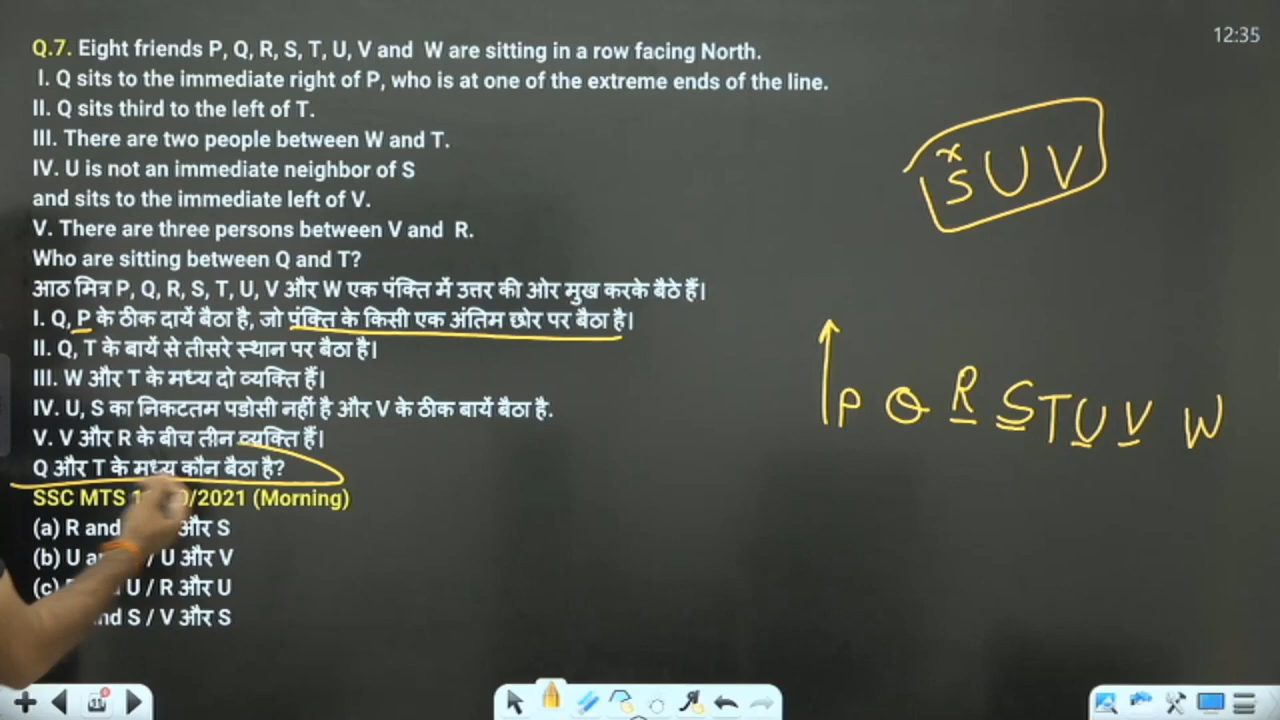 12:35
Q.7. Eight friends P, Q, R, S, T, U, V and W are sitting in a row facing North.
I. Q sits to the immediate right of P, who is at one of the extreme ends of the line.
II. Q sits third to the left of T.
III. There are two people between W and T.
IV. U is not an immediate neighbor of S
and sits to the immediate left of V.
V. There are three persons between V and R.
Who are sitting between Q and T?
आठ मित्र P, Q, R, S, T, U, V और W एक पंक्ति में उत्तर की ओर मुख करके बैठे हैं।
I. Q, P के ठीक दायें बैठा है, जो पंक्ति के किसी एक अंतिम छोर पर बैठा है।
II. Q, T के बायें से तीसरे स्थान पर बैठा है।
III. W और T के मध्य दो व्यक्ति हैं।
IV. U, S का निकटतम पडोसी नहीं है और V के ठीक बायें बैठा है.
V. V और R के बीच तीन व्यक्ति हैं।
Q और T के मध्य कौन बैठा है?
SSC MTS /2021 (Morning)
(a) R and और S
(b) U / U और V
(c) U / R और U
S / V और S
x
S U V
P Q R S T U V W
11